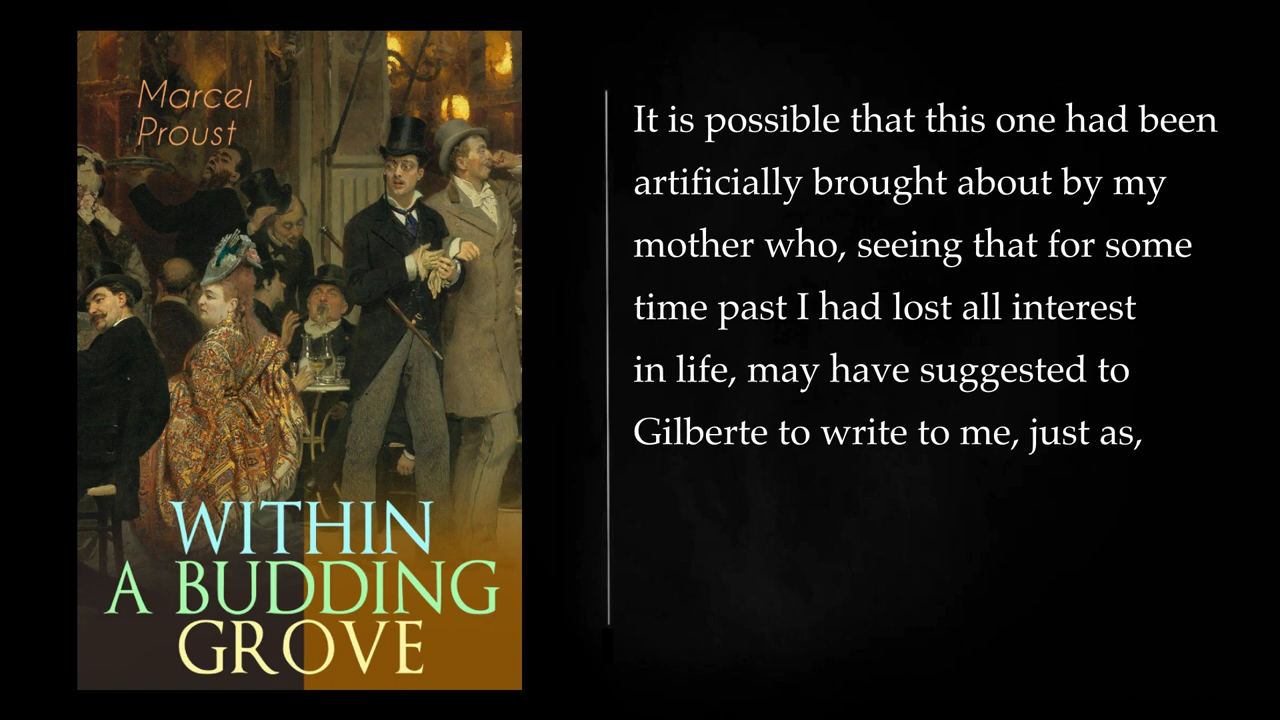 Marcel
Proust
WITHIN
A BUDDING
GROVE
It is possible that this one had been
artificially brought about by my
mother who, seeing that for some
time past I had lost all interest
in life, may have suggested to
Gilberte to write to me, just as,